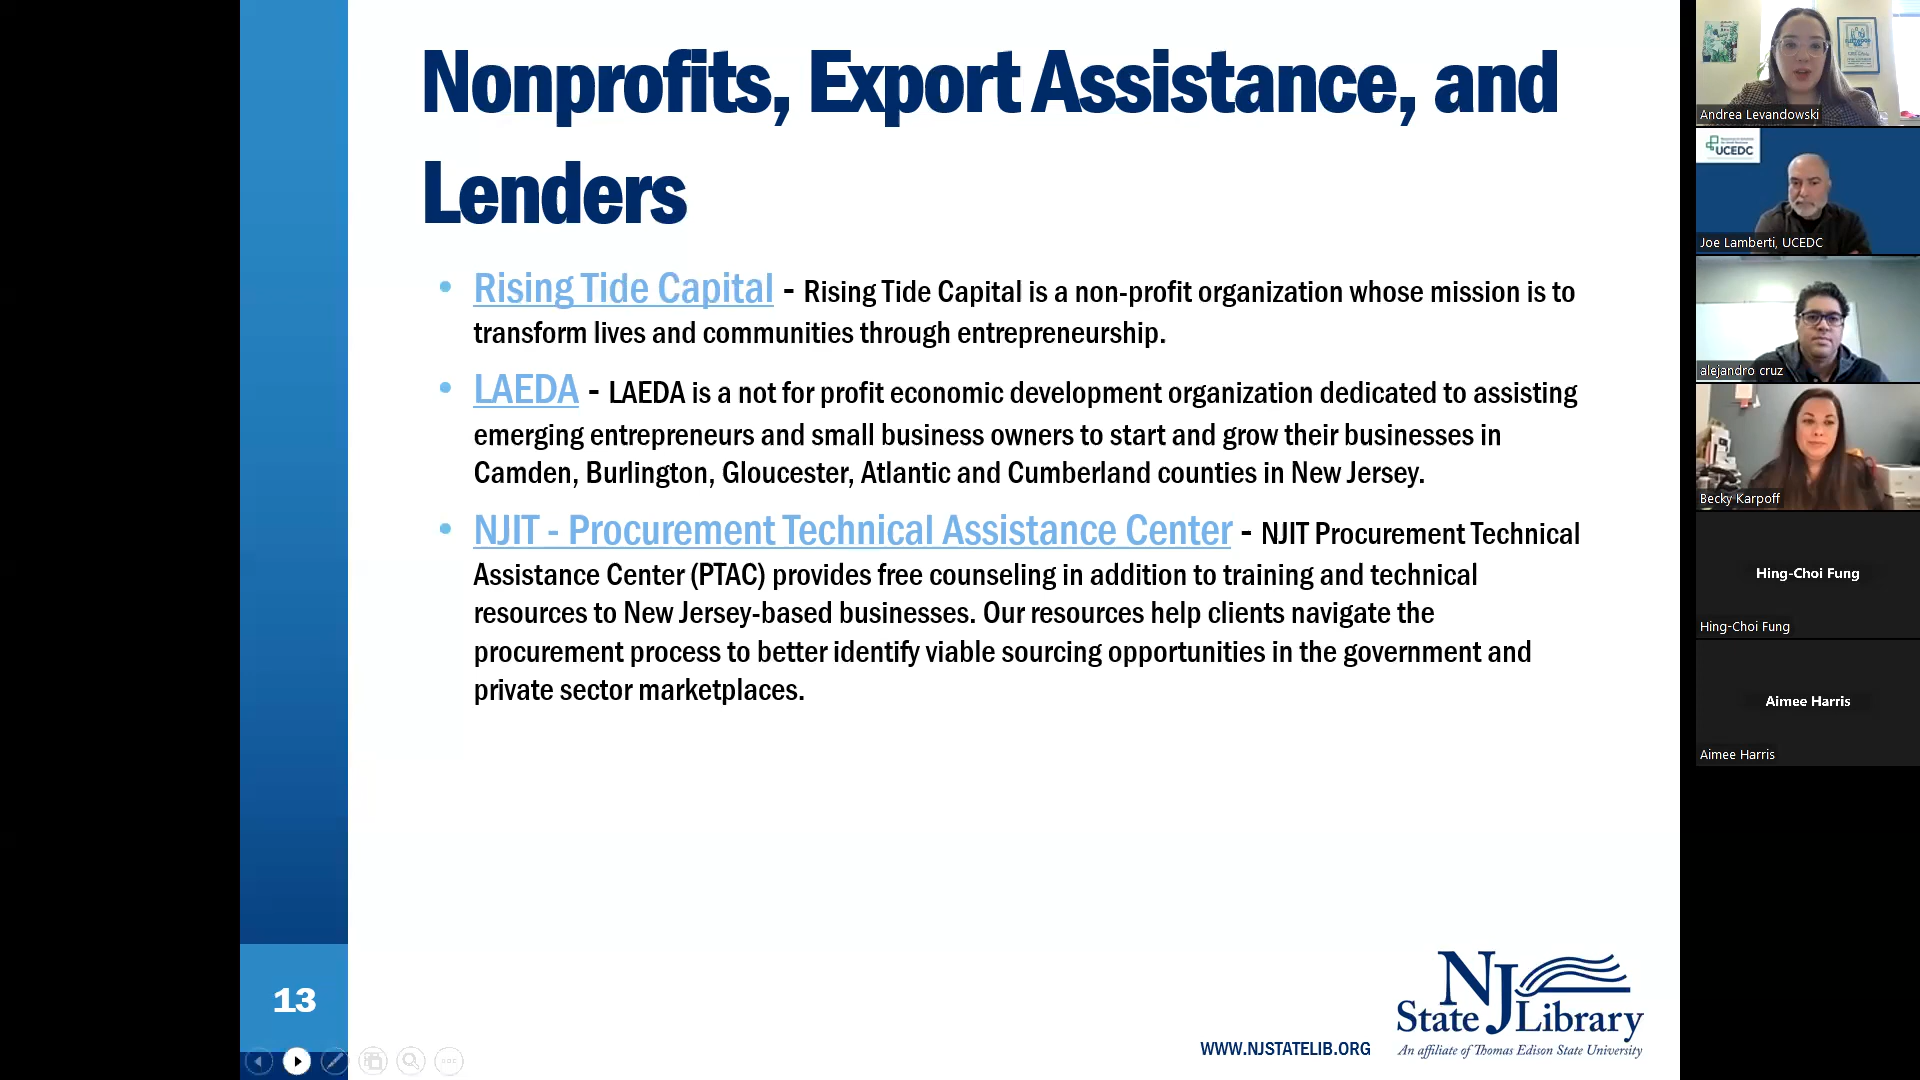 Nonprofits, Export Assistance, and
Lenders
• Rising Tide Capital - Rising Tide Capital is a non-profit organization whose mission is to
transform lives and communities through entrepreneurship.
• LAEDA - LAEDA is a not for profit economic development organization dedicated to assisting
emerging entrepreneurs and small business owners to start and grow their businesses in
Camden, Burlington, Gloucester, Atlantic and Cumberland counties in New Jersey.
• NJIT - Procurement Technical Assistance Center - NJIT Procurement Technical
Assistance Center (PTAC) provides free counseling in addition to training and technical
resources to New Jersey-based businesses. Our resources help clients navigate the
procurement process to better identify viable sourcing opportunities in the government and
private sector marketplaces.
13
WWW.NJSTATELIB.ORG
NJ
State Library
An affiliate of Thomas Edison State University
Andrea Levandowski
UCEDC
Joe Lamberti, UCEDC
alejandro cruz
Becky Karpoff
Hing-Choi Fung
Hing-Choi Fung
Aimee Harris
Aimee Harris